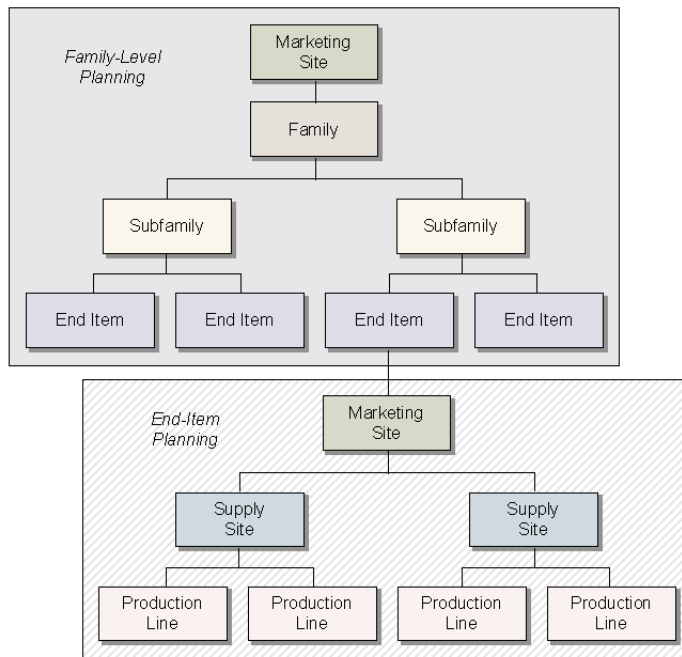 Family-Level
Planning
Marketing
Site
Family
Subfamily
Subfamily
End Item
End Item
End Item
End Item
End-Item
Planning
Marketing
Site
Supply
Site
Supply
Site
Production
Line
Production
Line
Production
Line
Production
Line